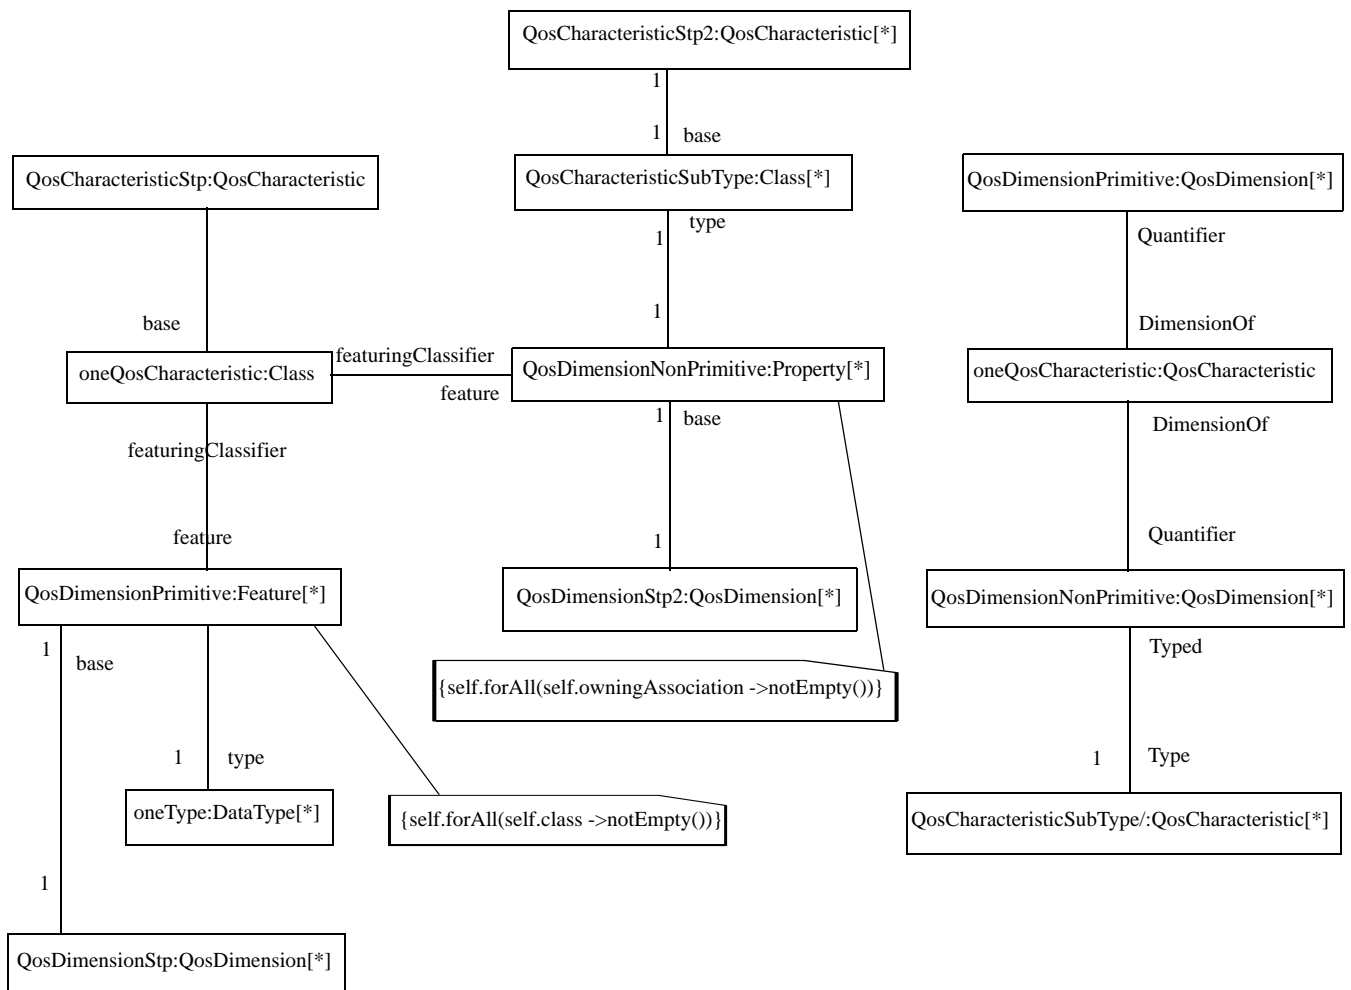 QosCharacteristicStp2:QosCharacteristic[*]
1
1
base
QosCharacteristicStp:QosCharacteristic
QosCharacteristicSubType:Class[*]
QosDimensionPrimitive:QosDimension[*]
type
1
Quantifier
1
base
DimensionOf
featuringClassifier
oneQosCharacteristic:Class
QosDimensionNonPrimitive:Property[*]
oneQosCharacteristic:QosCharacteristic
feature
1
base
DimensionOf
featuringClassifier
feature
1
Quantifier
QosDimensionPrimitive:Feature[*]
QosDimensionStp2:QosDimension[*]
QosDimensionNonPrimitive:QosDimension[*]
1
base
Typed
{self.forAll(self.owningAssociation ->notEmpty())}
1
type
1
Type
oneType:DataType[*]
{self.forAll(self.class ->notEmpty())}
QosCharacteristicSubType/:QosCharacteristic[*]
1
QosDimensionStp:QosDimension[*]